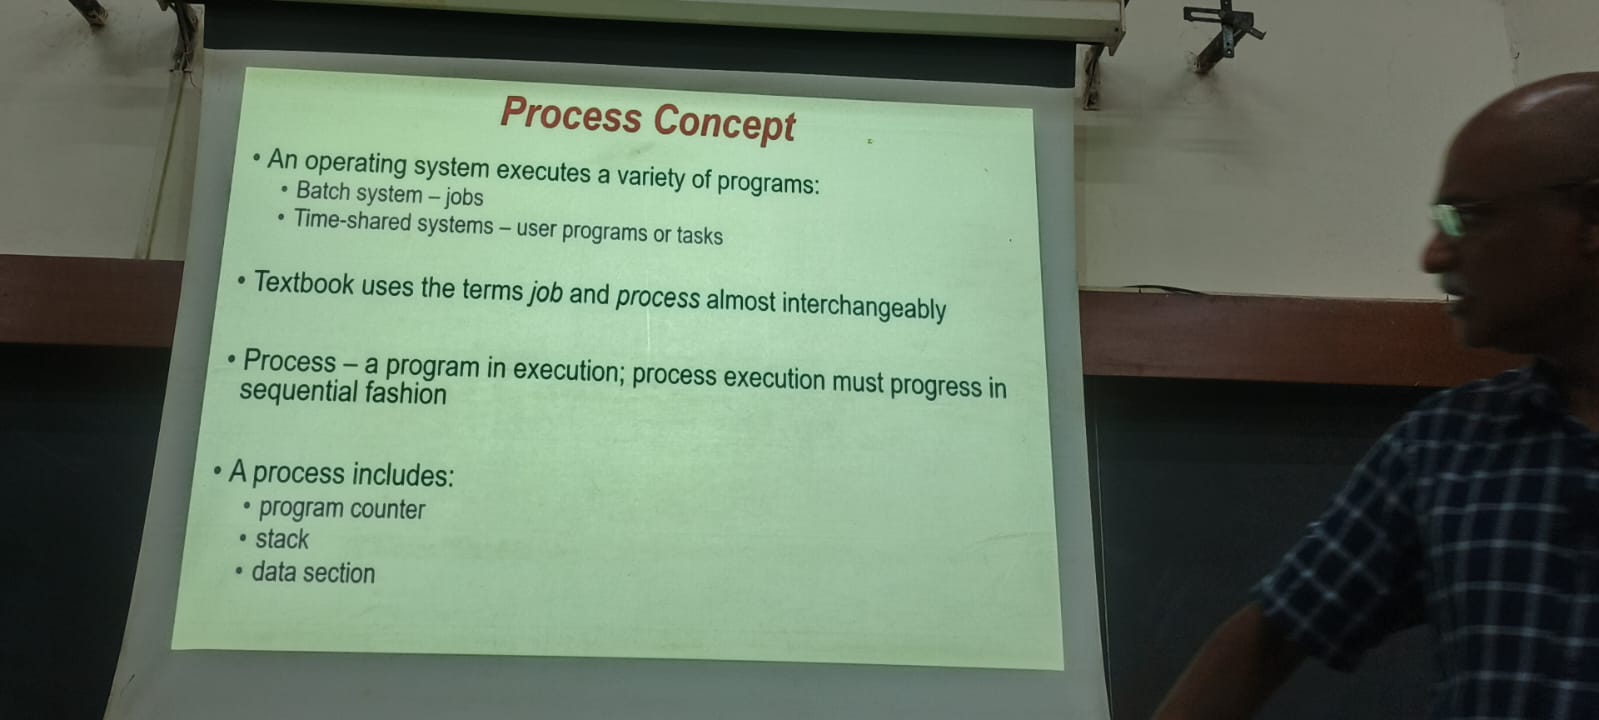 Process Concept
• An operating system executes a variety of programs:
• Batch system – jobs
• Time-shared systems – user programs or tasks
• Textbook uses the terms job and process almost interchangeably
• Process – a program in execution; process execution must progress in
sequential fashion
• A process includes:
• program counter
• stack
• data section